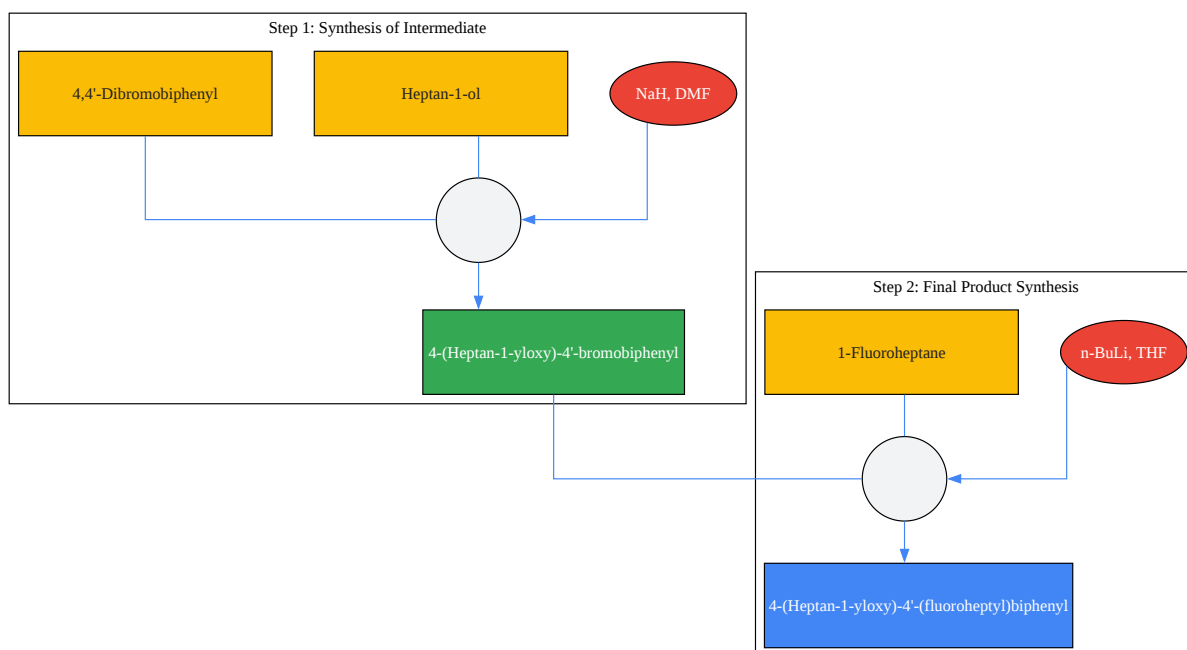 Step 1: Synthesis of Intermediate
4,4'-Dibromobiphenyl
Heptan-1-ol
NaH, DMF
4-(Heptan-1-yloxy)-4'-bromobiphenyl
Step 2: Final Product Synthesis
1-Fluoroheptane
n-BuLi, THF
4-(Heptan-1-yloxy)-4'-(fluoroheptyl)biphenyl